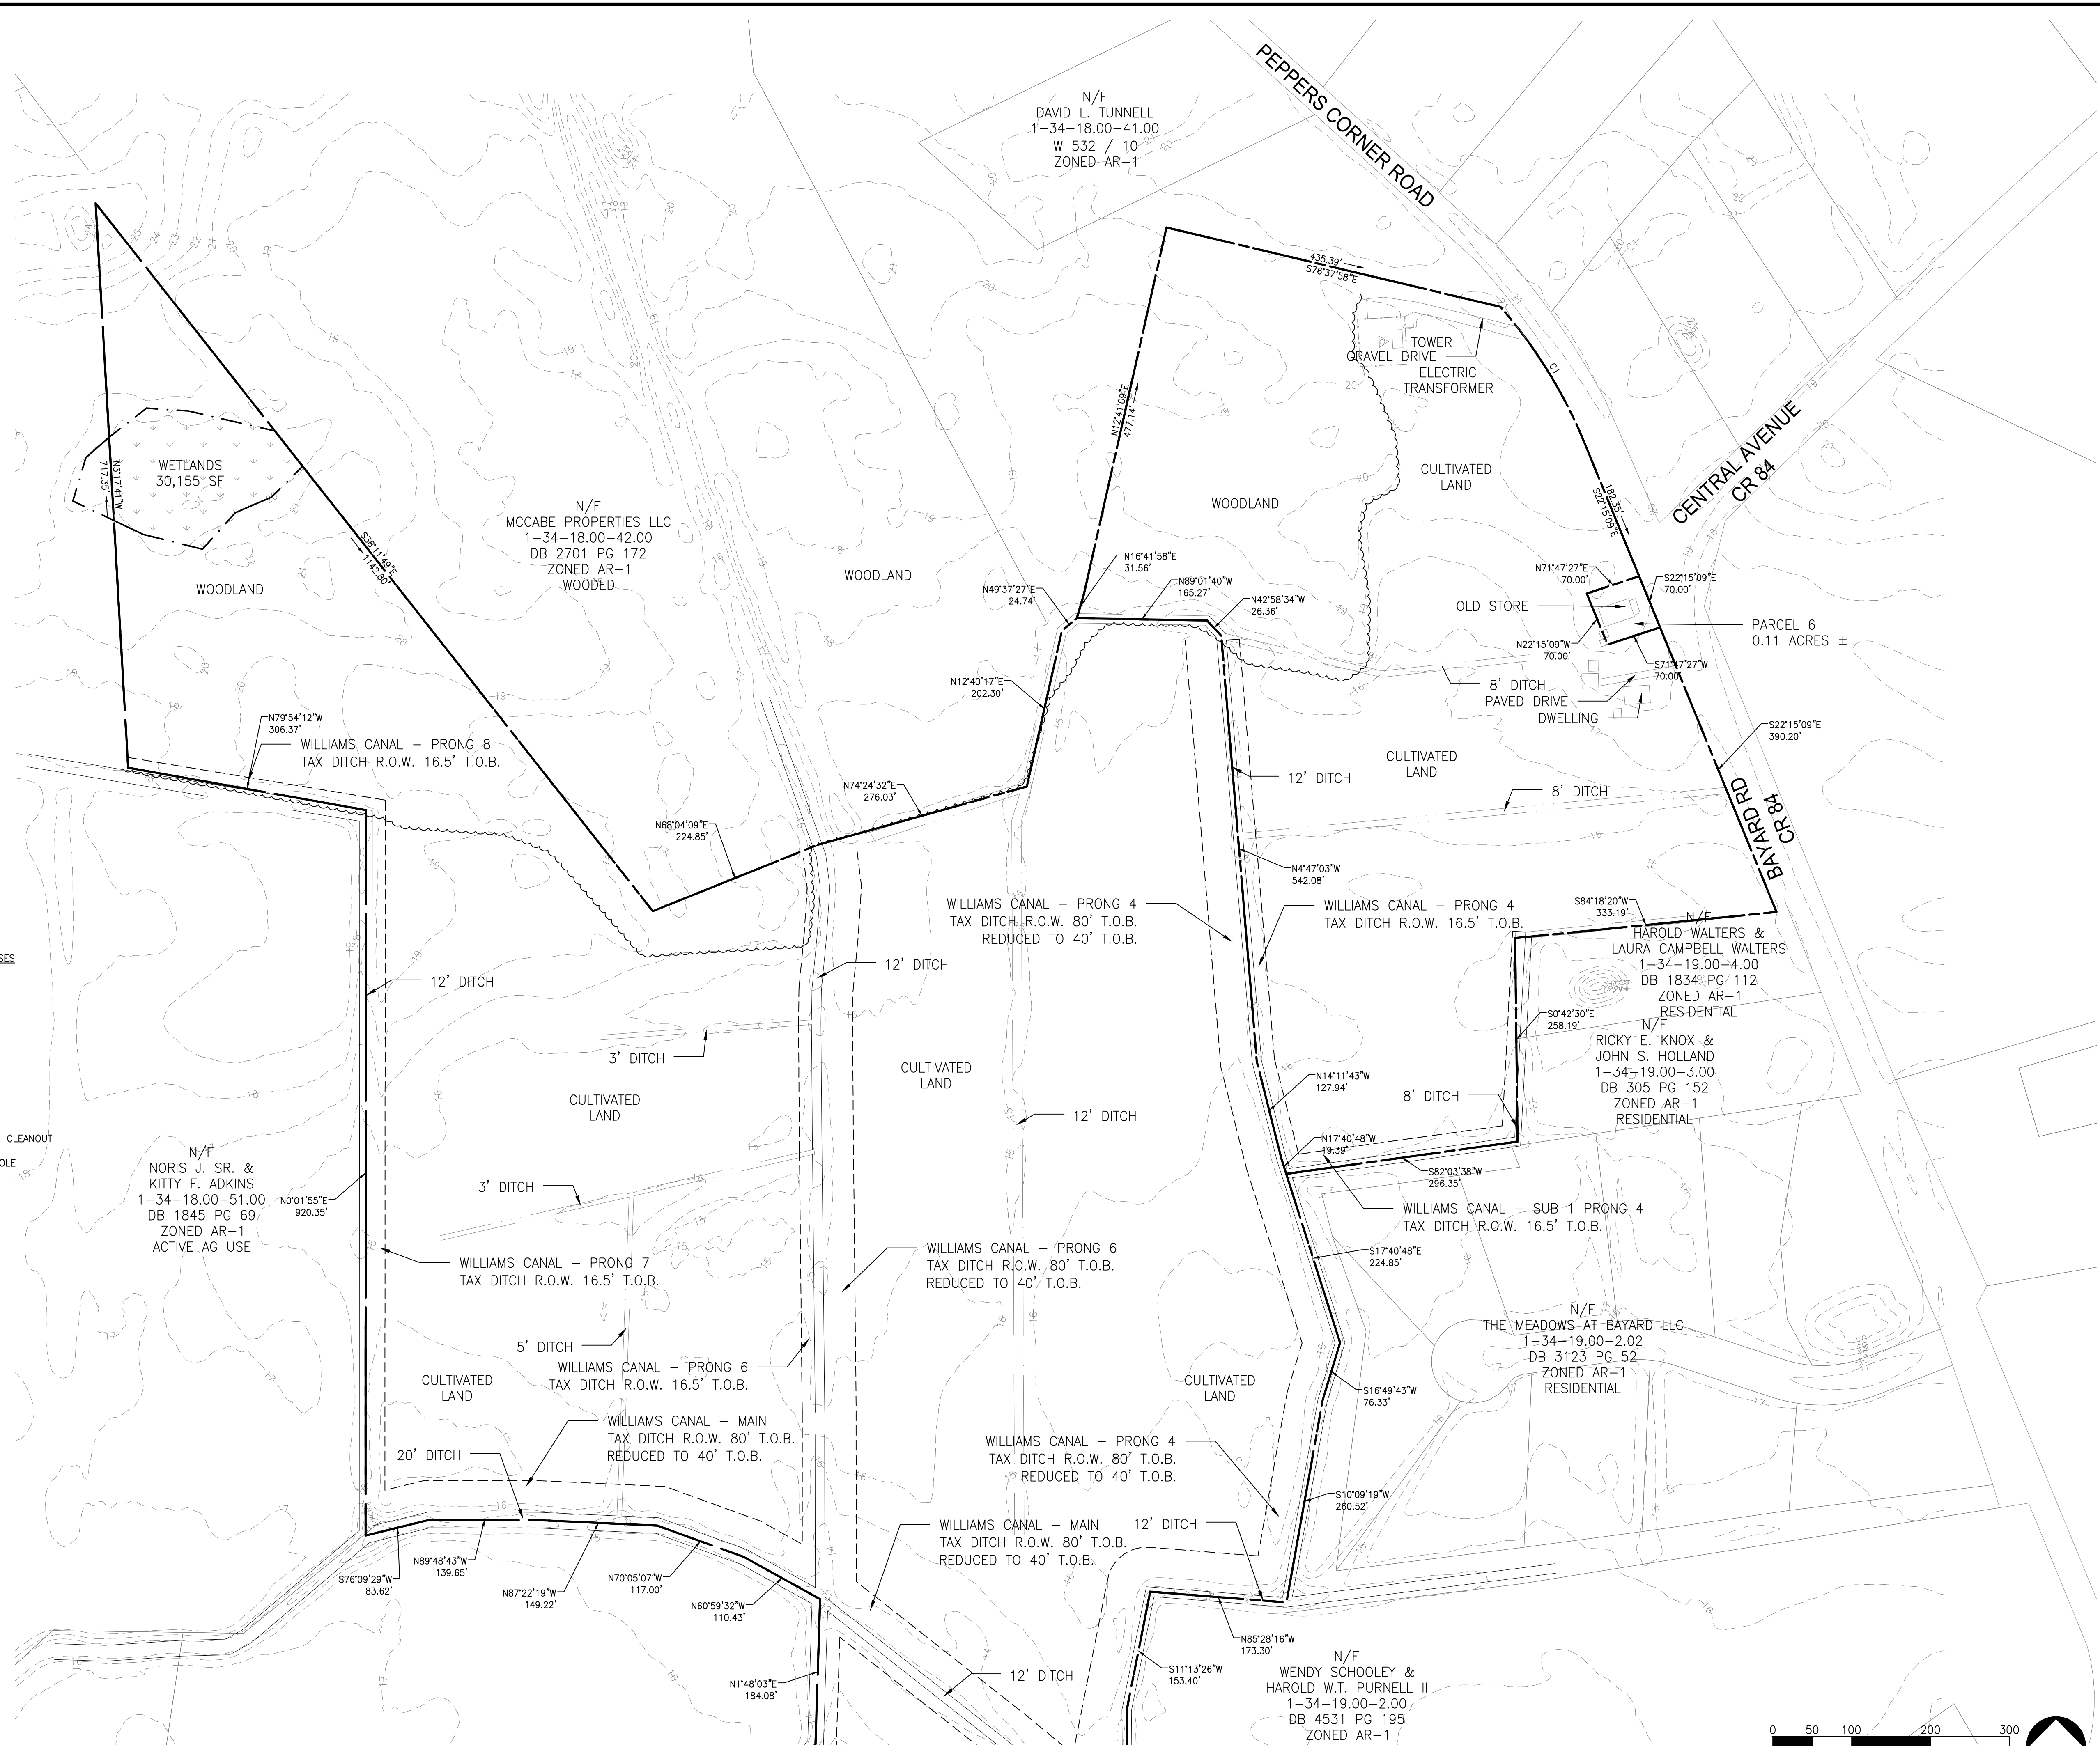 PEPPERS CORNER ROAD
N/F
DAVID L. TUNNELL
1-34-18.00-41.00
W 532 / 10
ZONED AR-1
435.39'
S76°37'58"E
TOWER
GRAVEL DRIVE
ELECTRIC
TRANSFORMER
C1
N12°41'09"E
477.14'
CENTRAL AVENUE
CR 84
CULTIVATED
LAND
WOODLAND
182.35'
S22°15'09"E
WETLANDS
30,155 SF
N3°17'41"W
717.35'
N/F
MCCABE PROPERTIES LLC
1-34-18.00-42.00
DB 2701 PG 172
ZONED AR-1
WOODED
S38°11'49"E
1142.80'
WOODLAND
WOODLAND
N16°41'58"E
31.56'
N49°37'27"E
24.74'
N89°01'40"W
165.27'
N42°58'34"W
26.36'
N71°47'27"E
70.00'
S22°15'09"E
70.00'
OLD STORE
PARCEL 6
0.11 ACRES ±
N22°15'09"W
70.00'
S71°47'27"W
70.00'
8' DITCH
PAVED DRIVE
DWELLING
N12°40'17"E
202.30'
S22°15'09"E
390.20'
N79°54'12"W
306.37'
WILLIAMS CANAL - PRONG 8
TAX DITCH R.O.W. 16.5' T.O.B.
CULTIVATED
LAND
12' DITCH
8' DITCH
N74°24'32"E
276.03'
BAYARD RD
CR 84
N68°04'09"E
224.85'
N4°47'03"W
542.08'
WILLIAMS CANAL - PRONG 4
TAX DITCH R.O.W. 80' T.O.B.
REDUCED TO 40' T.O.B.
WILLIAMS CANAL - PRONG 4
TAX DITCH R.O.W. 16.5' T.O.B.
S84°18'20"W
333.19'
N/F
HAROLD WALTERS &
LAURA CAMPBELL WALTERS
1-34-19.00-4.00
DB 1834 PG 112
ZONED AR-1
RESIDENTIAL
12' DITCH
12' DITCH
S0°42'30"E
258.19'
N/F
RICKY E. KNOX &
JOHN S. HOLLAND
1-34-19.00-3.00
DB 305 PG 152
ZONED AR-1
RESIDENTIAL
3' DITCH
CULTIVATED
LAND
CULTIVATED
LAND
N14°11'43"W
127.94'
8' DITCH
12' DITCH
CLEANOUT
N17°40'48"W
19.39'
S82°03'38"W
296.35'
N/F
NORIS J. SR. &
KITTY F. ADKINS
1-34-18.00-51.00
DB 1845 PG 69
ZONED AR-1
ACTIVE AG USE
N0°01'55"E
920.35'
3' DITCH
WILLIAMS CANAL - SUB 1 PRONG 4
TAX DITCH R.O.W. 16.5' T.O.B.
WILLIAMS CANAL - PRONG 7
TAX DITCH R.O.W. 16.5' T.O.B.
WILLIAMS CANAL - PRONG 6
TAX DITCH R.O.W. 80' T.O.B.
REDUCED TO 40' T.O.B.
S17°40'48"E
224.85'
N/F
THE MEADOWS AT BAYARD LLC
1-34-19.00-2.02
DB 3123 PG 52
ZONED AR-1
RESIDENTIAL
5' DITCH
WILLIAMS CANAL - PRONG 6
TAX DITCH R.O.W. 16.5' T.O.B.
CULTIVATED
LAND
CULTIVATED
LAND
S16°49'43"W
76.33'
WILLIAMS CANAL - MAIN
TAX DITCH R.O.W. 80' T.O.B.
REDUCED TO 40' T.O.B.
20' DITCH
WILLIAMS CANAL - PRONG 4
TAX DITCH R.O.W. 80' T.O.B.
REDUCED TO 40' T.O.B.
S10°09'19"W
260.52'
WILLIAMS CANAL - MAIN
TAX DITCH R.O.W. 80' T.O.B.
REDUCED TO 40' T.O.B.
12' DITCH
S76°09'29"W
83.62'
N89°48'43"W
139.65'
N87°22'19"W
149.22'
N70°05'07"W
117.00'
N60°59'32"W
110.43'
N85°28'16"W
173.30'
S11°13'26"W
153.40'
N1°48'03"E
184.08'
12' DITCH
N/F
WENDY SCHOOLEY &
HAROLD W.T. PURNELL II
1-34-19.00-2.00
DB 4531 PG 195
ZONED AR-1
0 50 100 200 300